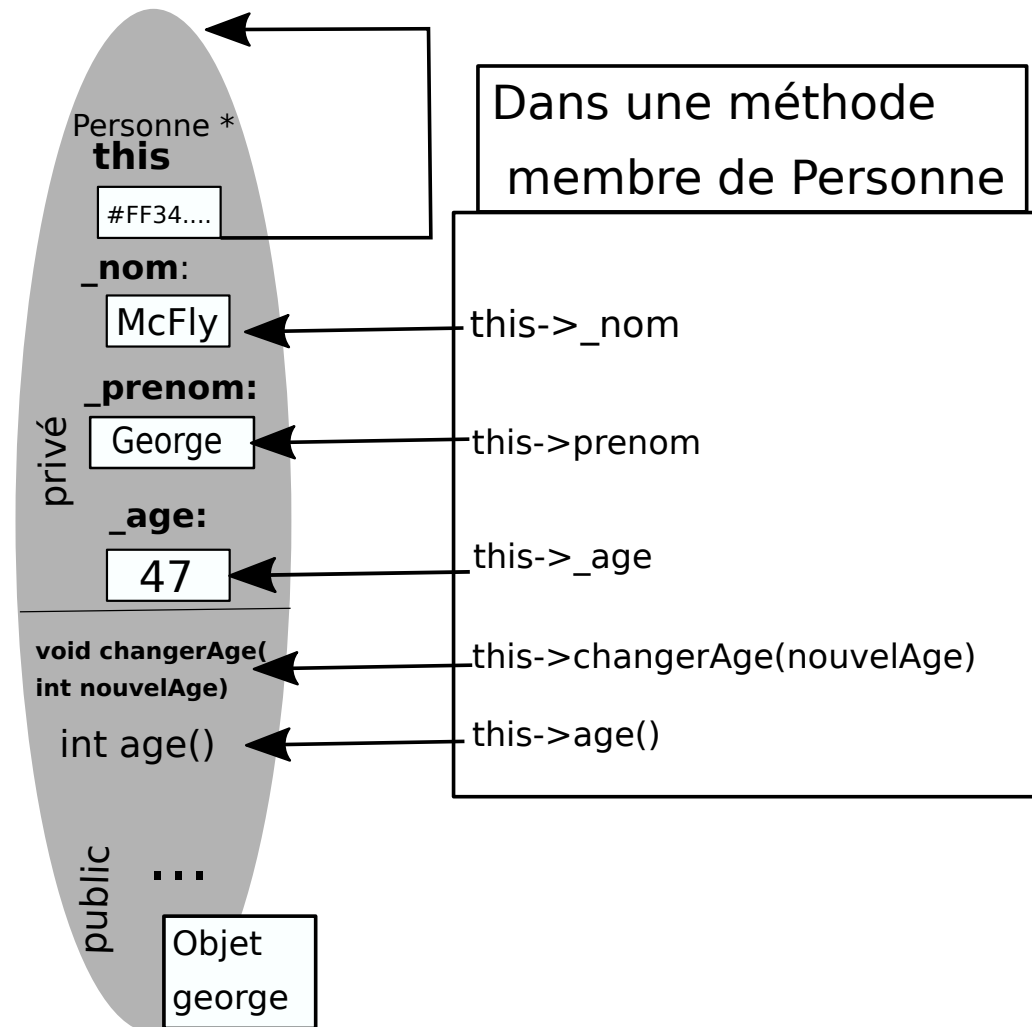 Personne *
this
#FF34....
_nom:
McFly
_prenom:
George
_age:
47
privé
void changerAge(
int nouvelAge)
int age()
...
public
Objet
george
Dans une méthode
membre de Personne
this->_nom
this->prenom
this->_age
this->changerAge(nouvelAge)
this->age()